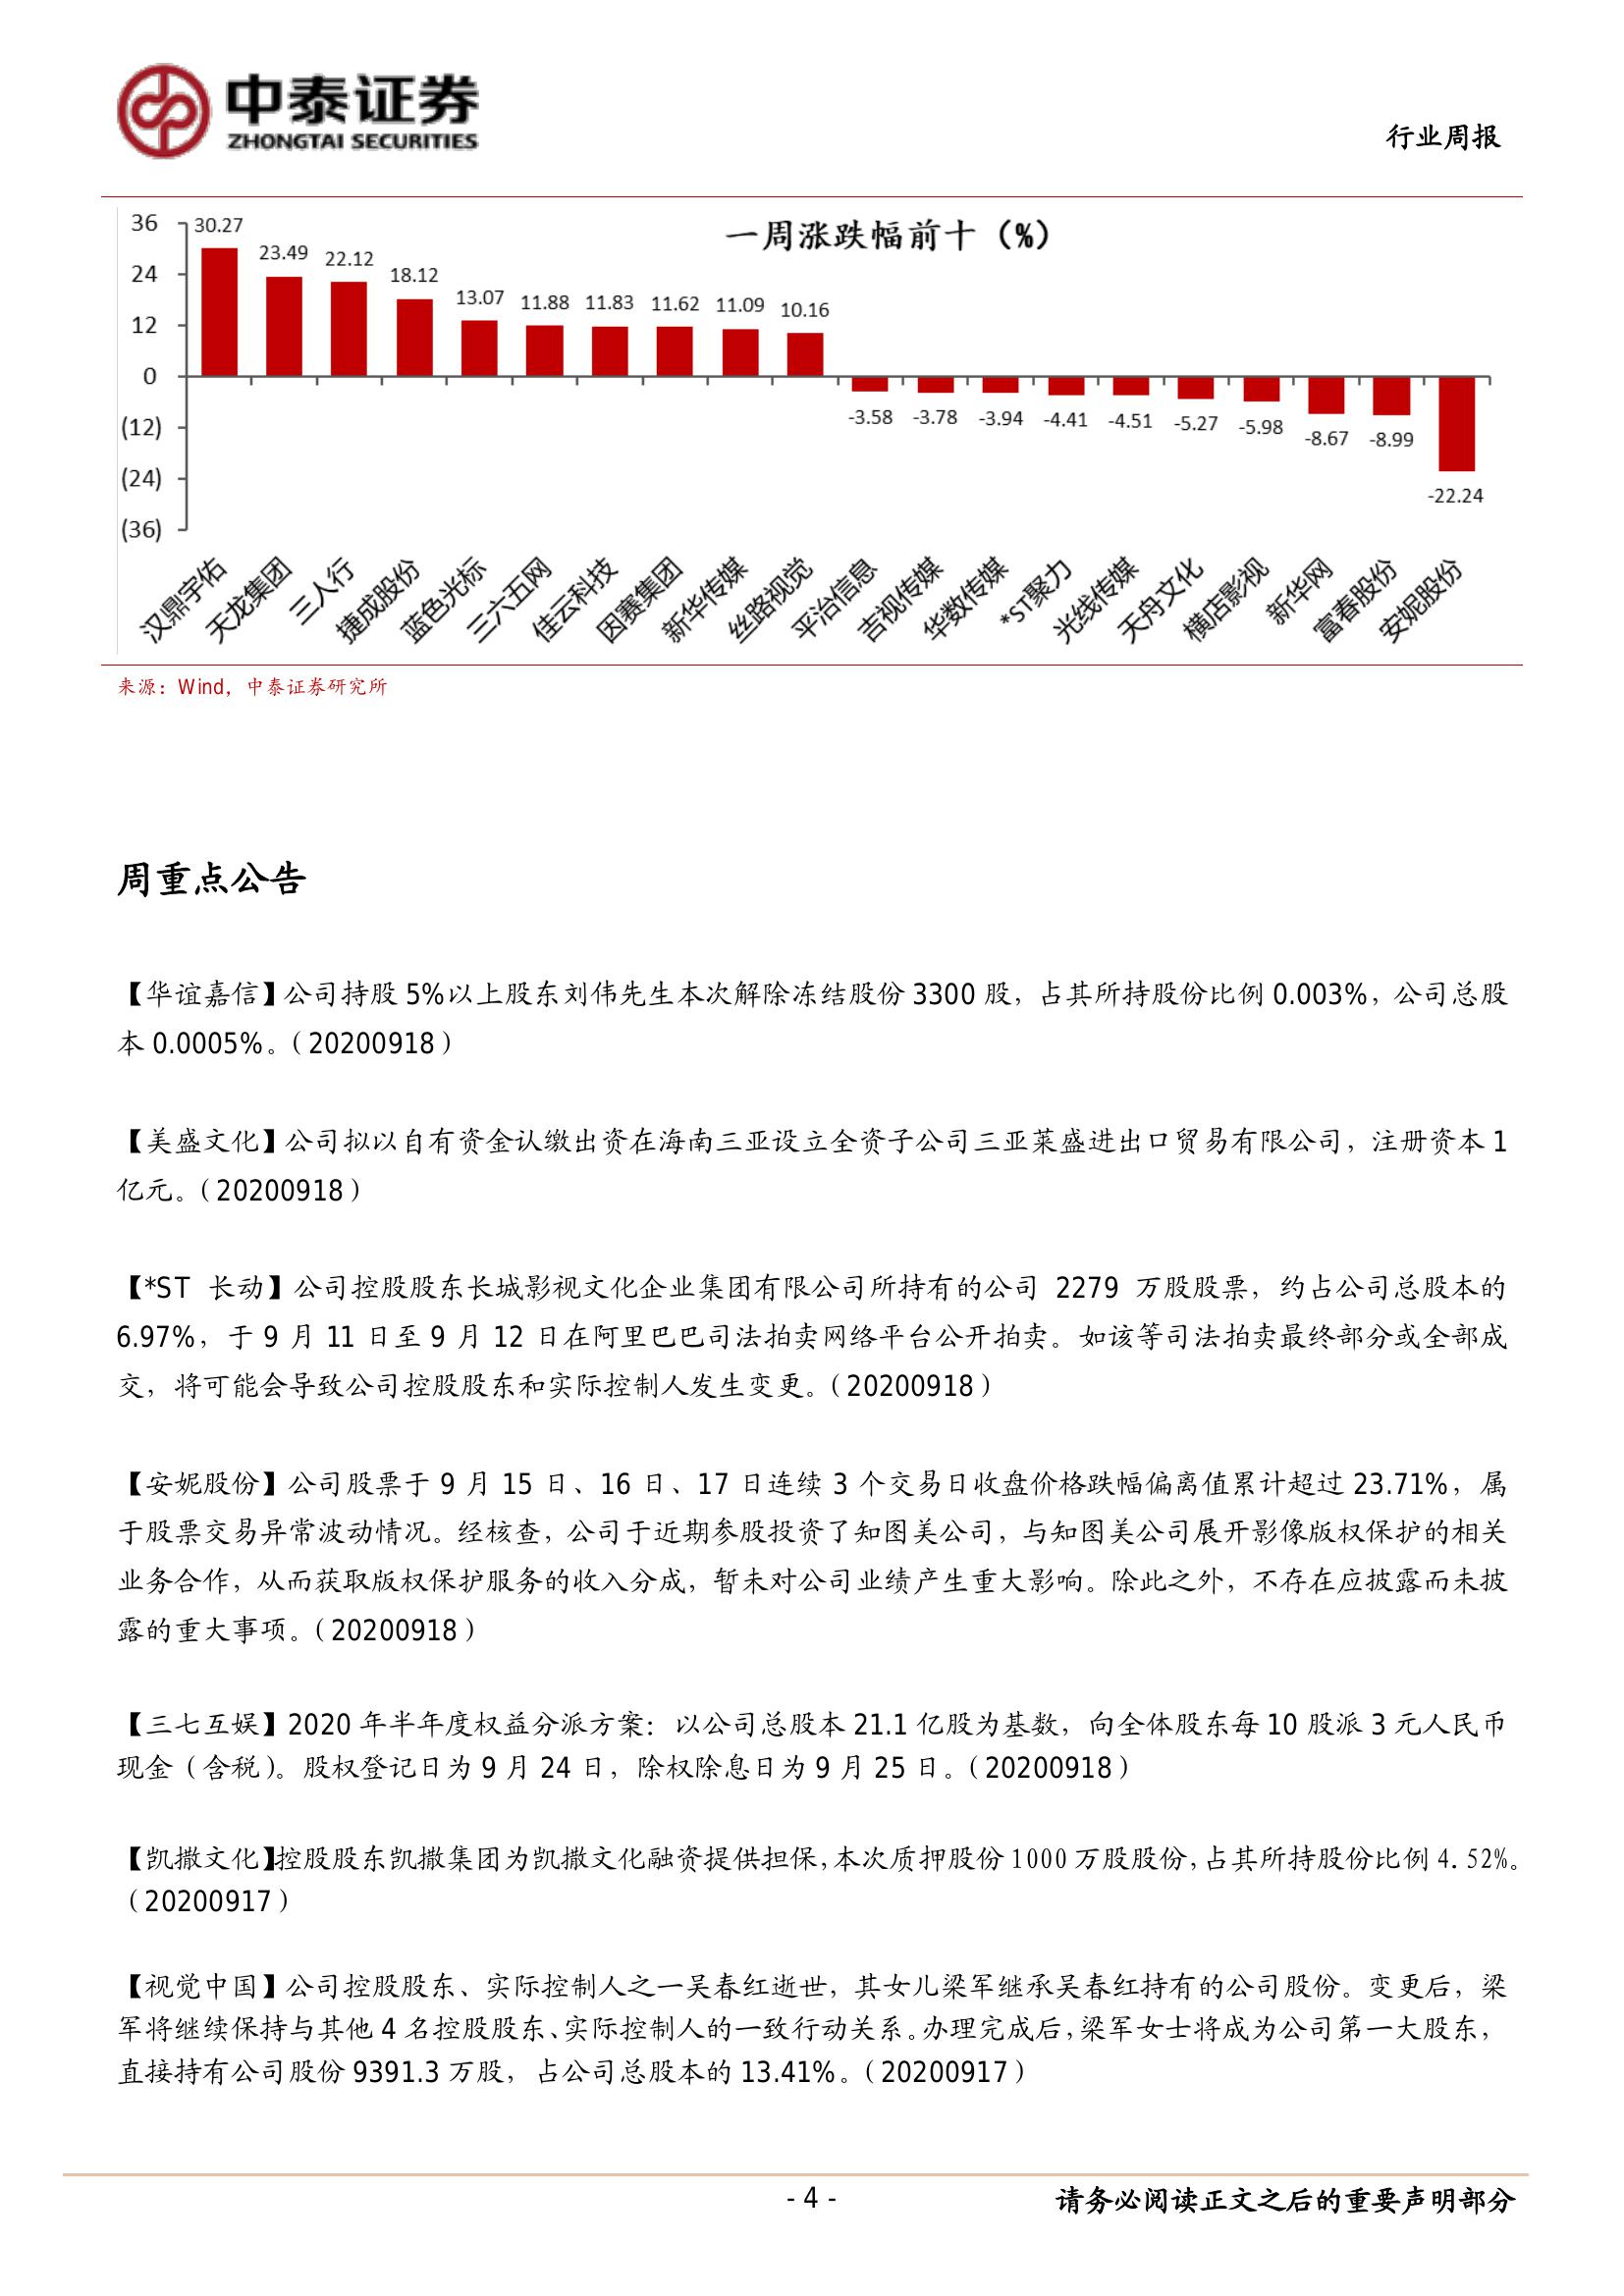 中泰证券
ZHONGTAI SECURITIES
行业周报
一周涨跌幅前十（%）
36
24
12
0
(12)
(24)
(36)
30.27
23.49
22.12
18.12
13.07
11.88
11.83
11.62
11.09
10.16
-3.58
-3.78
-3.94
-4.41
-4.51
-5.27
-5.98
-8.67
-8.99
-22.24
汉鼎宇佑
天龙集团
三人行
捷成股份
蓝色光标
三六五网
佳云科技
因赛集团
新华传媒
丝路视觉
平治信息
吉视传媒
华数传媒
*ST聚力
光线传媒
天舟文化
横店影视
新华网
富春股份
安妮股份
来源：Wind，中泰证券研究所
周重点公告
【华谊嘉信】公司持股 5%以上股东刘伟先生本次解除冻结股份 3300 股，占其所持股份比例 0.003%，公司总股
本 0.0005%。（20200918）
【美盛文化】公司拟以自有资金认缴出资在海南三亚设立全资子公司三亚莱盛进出口贸易有限公司，注册资本 1
亿元。（20200918）
【*ST 长动】公司控股股东长城影视文化企业集团有限公司所持有的公司 2279 万股股票，约占公司总股本的
6.97%，于 9 月 11 日至 9 月 12 日在阿里巴巴司法拍卖网络平台公开拍卖。如该等司法拍卖最终部分或全部成
交，将可能会导致公司控股股东和实际控制人发生变更。（20200918）
【安妮股份】公司股票于 9 月 15 日、16 日、17 日连续 3 个交易日收盘价格跌幅偏离值累计超过 23.71%，属
于股票交易异常波动情况。经核查，公司于近期参股投资了知图美公司，与知图美公司展开影像版权保护的相关
业务合作，从而获取版权保护服务的收入分成，暂未对公司业绩产生重大影响。除此之外，不存在应披露而未披
露的重大事项。（20200918）
【三七互娱】2020 年半年度权益分派方案：以公司总股本 21.1 亿股为基数，向全体股东每 10 股派 3 元人民币
现金（含税）。股权登记日为 9 月 24 日，除权除息日为 9 月 25 日。（20200918）
【凯撒文化】控股股东凯撒集团为凯撒文化融资提供担保，本次质押股份 1000 万股股份，占其所持股份比例 4.52%。
（20200917）
【视觉中国】公司控股股东、实际控制人之一吴春红逝世，其女儿梁军继承吴春红持有的公司股份。变更后，梁
军将继续保持与其他 4 名控股股东、实际控制人的一致行动关系。办理完成后，梁军女士将成为公司第一大股东，
直接持有公司股份 9391.3 万股，占公司总股本的 13.41%。（20200917）
- 4 -
请务必阅读正文之后的重要声明部分